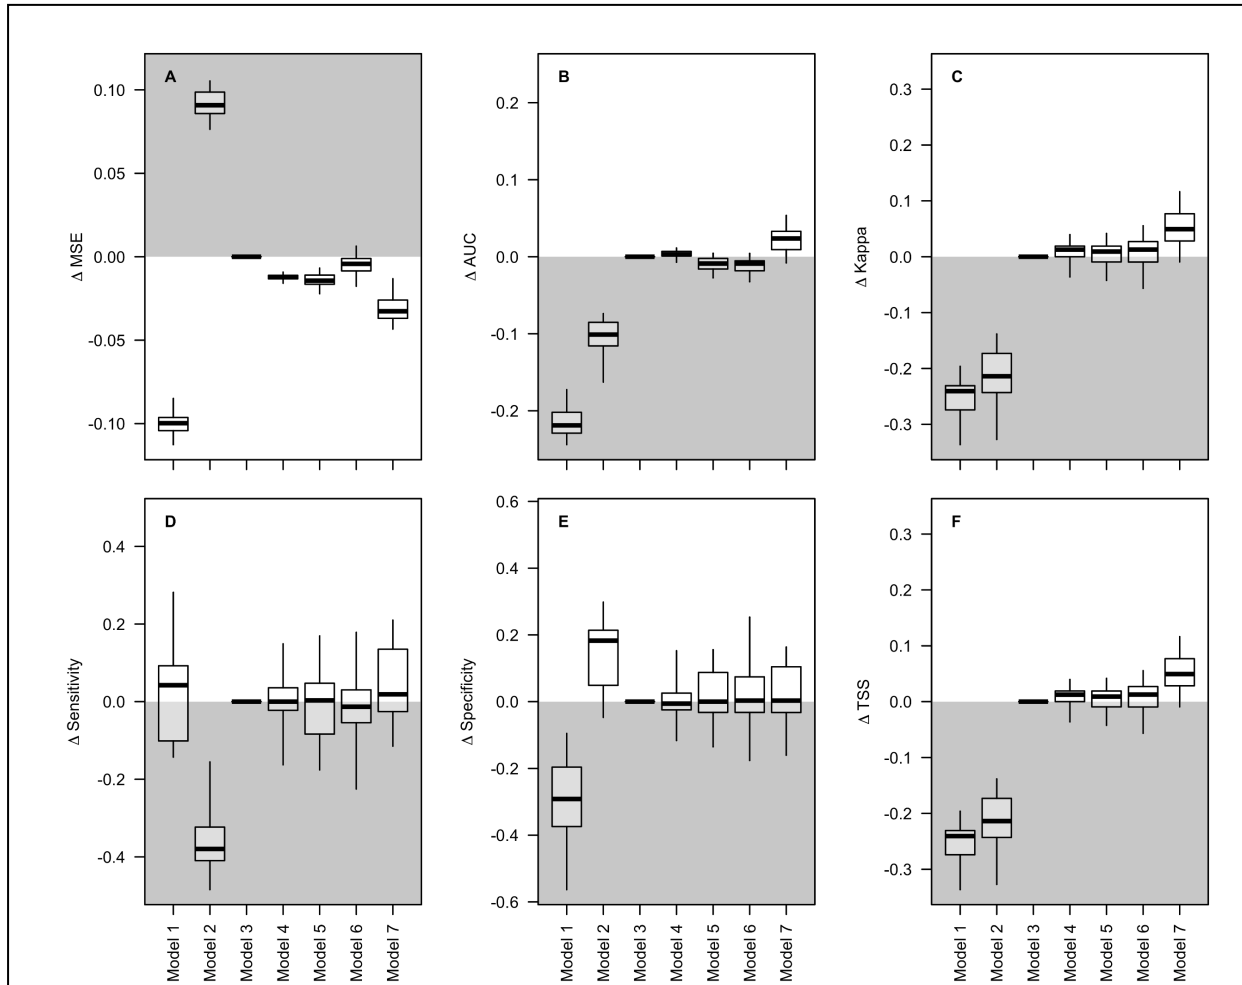 A
0.10
0.05
0.00
-0.05
-0.10
Δ MSE
B
0.2
0.1
0.0
-0.1
-0.2
Δ AUC
C
0.3
0.2
0.1
0.0
-0.1
-0.2
-0.3
Δ Kappa
D
0.4
0.2
0.0
-0.2
-0.4
Δ Sensitivity
Model 1
Model 2
Model 3
Model 4
Model 5
Model 6
Model 7
E
0.6
0.4
0.2
0.0
-0.2
-0.4
-0.6
Δ Specificity
Model 1
Model 2
Model 3
Model 4
Model 5
Model 6
Model 7
F
0.3
0.2
0.1
0.0
-0.1
-0.2
-0.3
Δ TSS
Model 1
Model 2
Model 3
Model 4
Model 5
Model 6
Model 7